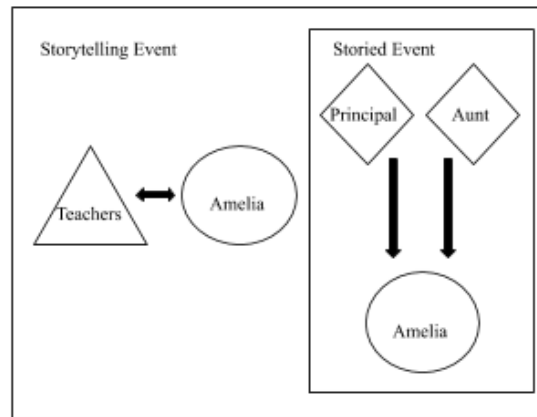 Storytelling Event
Storied Event
Principal
Aunt
Teachers
Amelia
Amelia